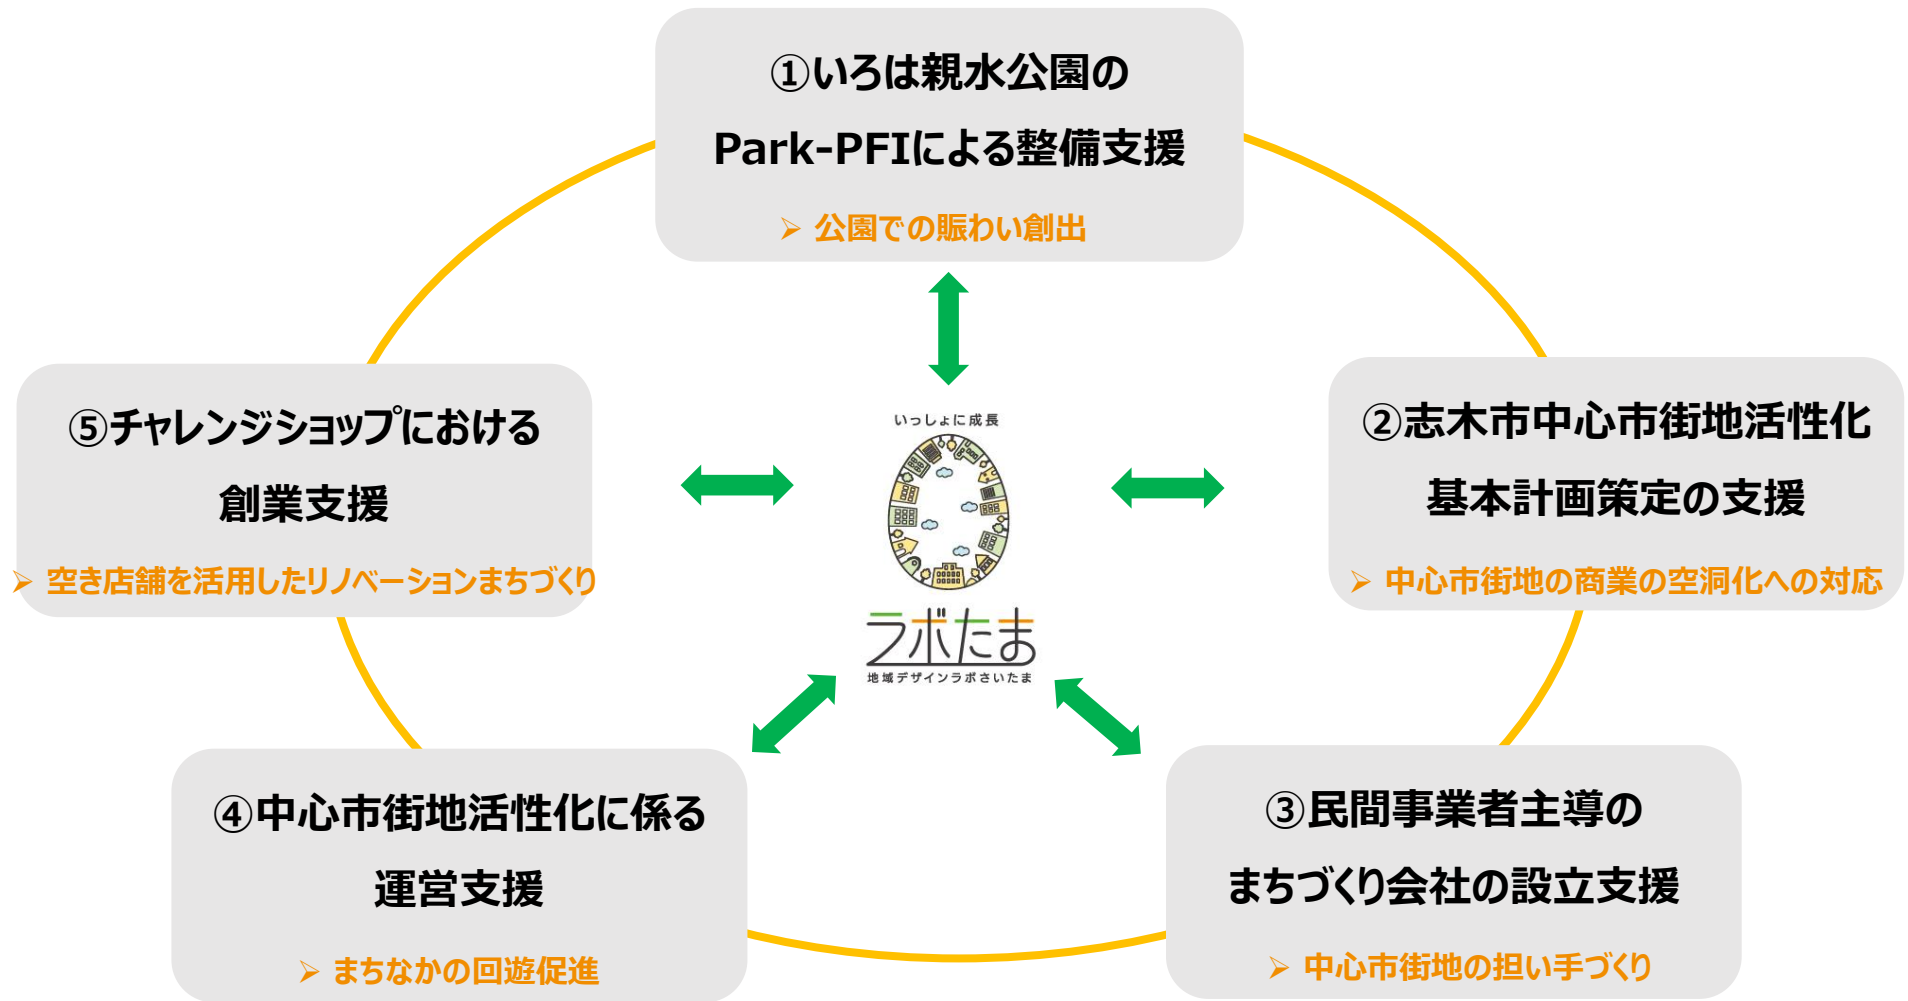 ①いろは親水公園の
Park-PFIによる整備支援
➢ 公園での賑わい創出
②志木市中心市街地活性化
基本計画策定の支援
➢ 中心市街地の商業の空洞化への対応
③民間事業者主導の
まちづくり会社の設立支援
➢ 中心市街地の担い手づくり
④中心市街地活性化に係る
運営支援
➢ まちなかの回遊促進
⑤チャレンジショップにおける
創業支援
➢ 空き店舗を活用したリノベーションまちづくり
いっしょに成長
ラボたま
地域デザインラボさいたま